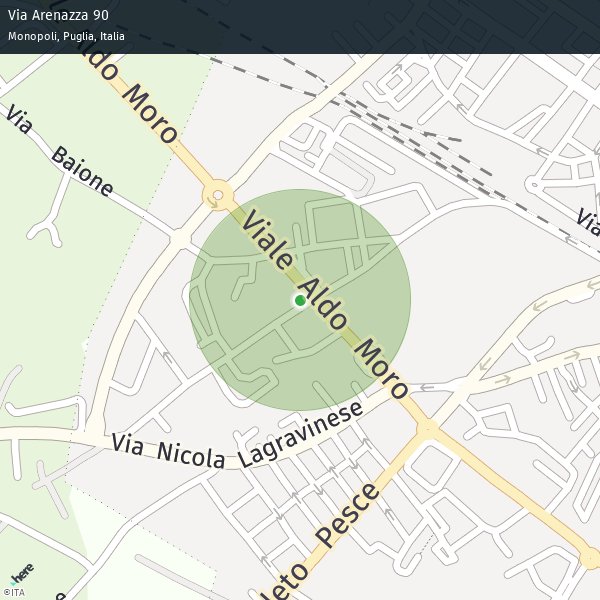 Via Arenazza 90
Monopoli, Puglia, Italia
Aldo Moro
Via Baione
Viale Aldo Moro
Via
Via Nicola Lagravinese
Pesce
here
©ITA